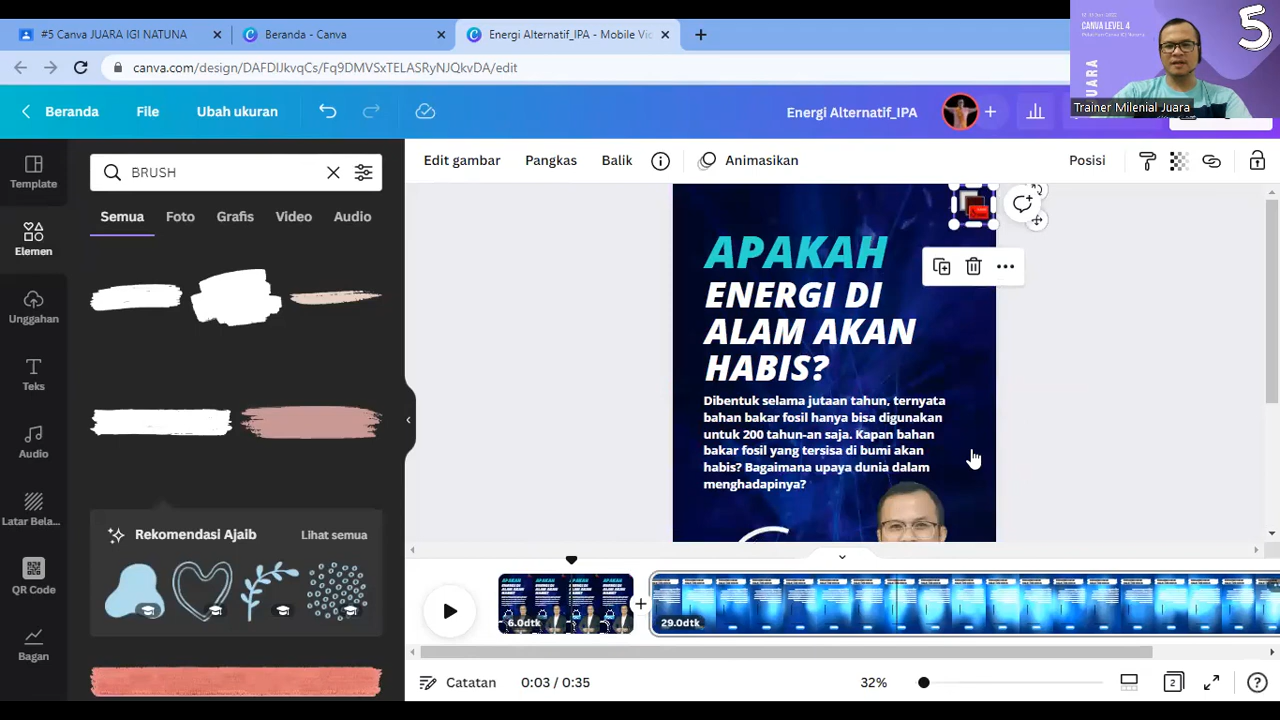 #5 Canva JUARA IGI NATUNA
Beranda - Canva
Energi Alternatif_IPA - Mobile Vic
canva.com/design/DAFDIJkvqCs/Fq9DMVSxTELASRyNJQkvDA/edit
CANVA LEVEL 4
JUARA
5
Trainer Milenial Juara
Beranda
File
Ubah ukuran
Energi Alternatif_IPA
Template
Elemen
Unggahan
Teks
Audio
Latar Bela...
QR Code
Bagan
BRUSH
Semua
Foto
Grafis
Video
Audio
Rekomendasi Ajaib
Lihat semua
Edit gambar
Pangkas
Balik
Animasikan
Posisi
APAKAH
ENERGI DI
ALAM AKAN
HABIS?
Dibentuk selama jutaan tahun, ternyata
bahan bakar fosil hanya bisa digunakan
untuk 200 tahun-an saja. Kapan bahan
bakar fosil yang tersisa di bumi akan
habis? Bagaimana upaya dunia dalam
menghadapinya?
6.0dtk
29.0dtk
Catatan
0:03 / 0:35
32%
2